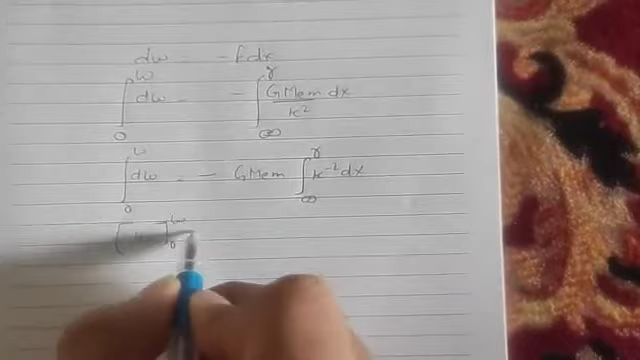 dw = -Fdx
∫₀^w dw = - ∫_∞^r GMem dx / x²
∫₀^w dw = - GMem ∫_∞^r x⁻² dx
[w]₀^w